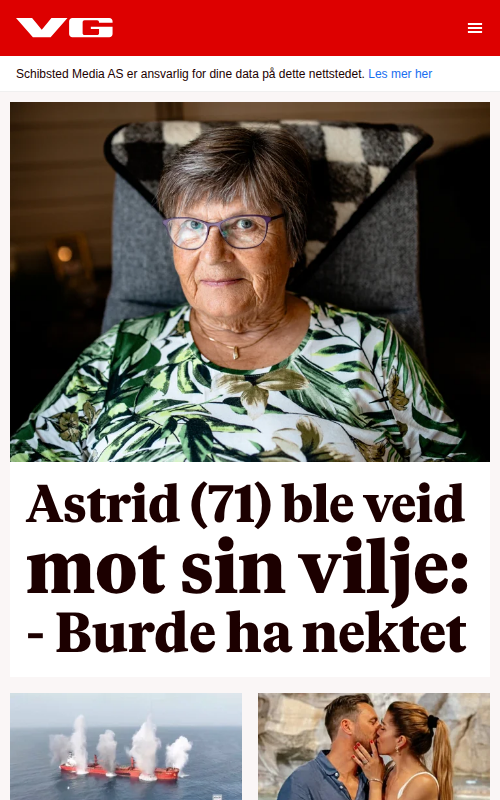 VG
Schibsted Media AS er ansvarlig for dine data på dette nettstedet. Les mer her
Astrid (71) ble veid
mot sin vilje:
- Burde ha nektet